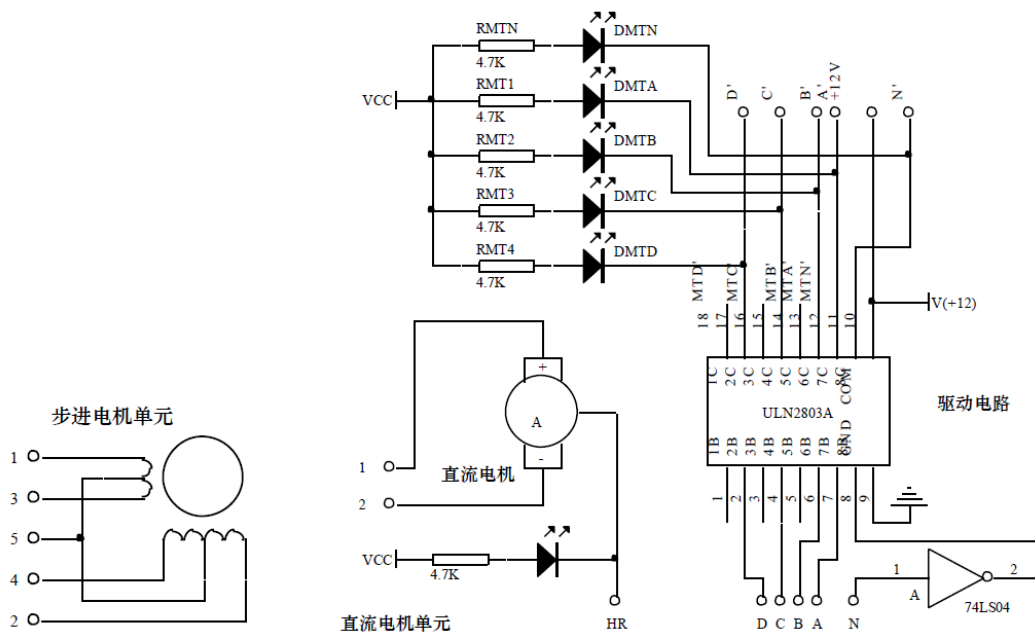 RMTN
DMTN
4.7K
RMT1
DMTA
4.7K
VCC
RMT2
DMTB
4.7K
RMT3
DMTC
4.7K
RMT4
DMTD
4.7K
D'
C'
B'
A'
+12V
N'
MTD'
MTC'
MTB'
MTA'
MTN'
18
17
16
15
14
13
12
11
10
V(+12)
1C
2C
3C
4C
5C
6C
7C
8C
COM
ULN2803A
驱动电路
1B
2B
3B
4B
5B
6B
7B
8B
GND
1
2
3
4
5
6
7
8
9
步进电机单元
1
3
5
4
2
+
A
-
1
直流电机
2
VCC
4.7K
直流电机单元
HR
D
C
B
A
N
1
A
2
74LS04